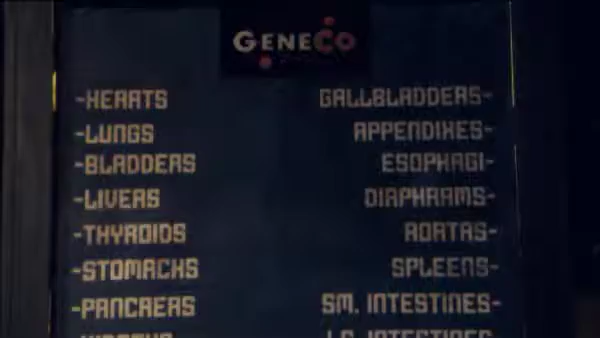 GENECO
-HEARTS
-LUNGS
-BLADDERS
-LIVERS
-THYROIDS
-STOMACHS
-PANCREAS
GALLBLADDERS-
APPENDIXES-
ESOPHAGI-
DIAPHRAMS-
AORTAS-
SPLEENS-
SM. INTESTINES-